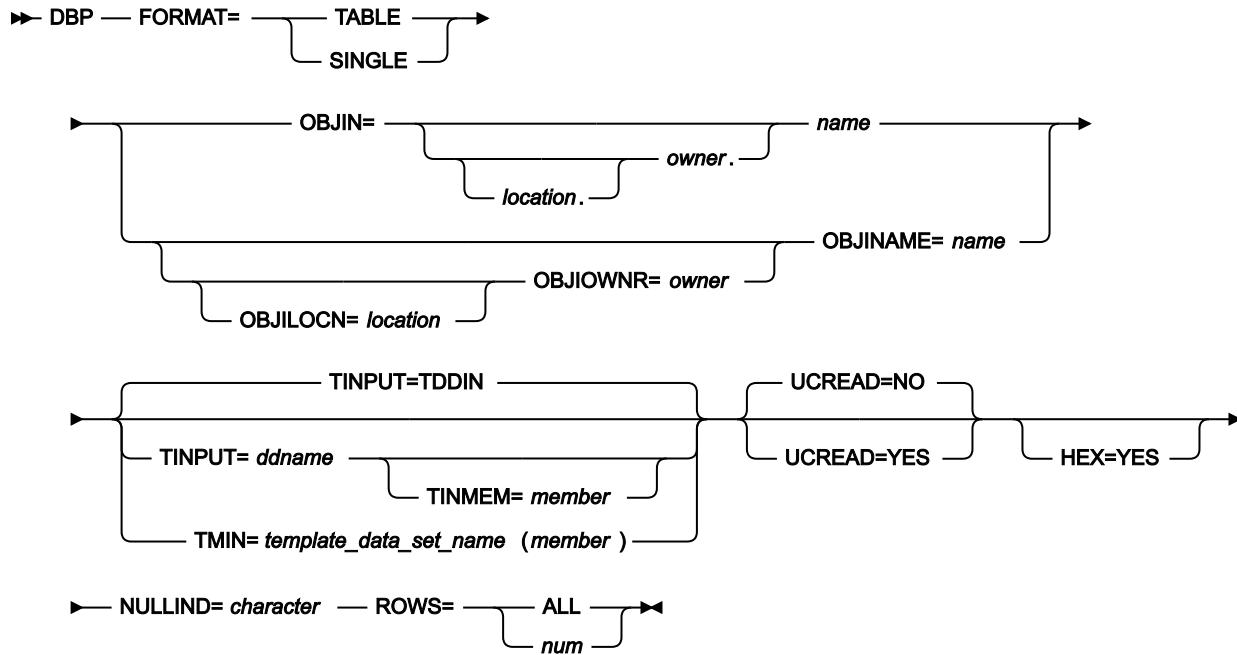 DBP FORMAT= TABLE
SINGLE
OBJIN= name
owner.
location.
OBJINAME= name
OBJIOWNR= owner
OBJILOCN= location
TINPUT=TDDIN UCREAD=NO
TINPUT= ddname UCREAD=YES HEX=YES
TINMEM= member
TMIN= template_data_set_name (member )
NULLIND= character ROWS= ALL
num